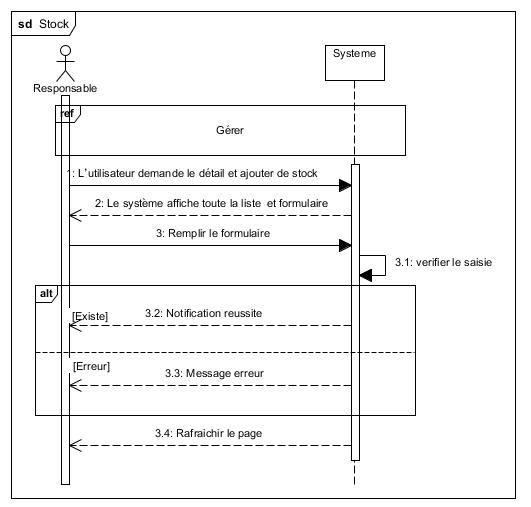 sd Stock
Responsable
Systeme
ref
Gérer
1: L'utilisateur demande le détail et ajouter de stock
2: Le système affiche toute la liste et formulaire
3: Remplir le formulaire
3.1: verifier le saisie
alt
[Existe]
3.2: Notification reussite
[Erreur]
3.3: Message erreur
3.4: Rafraichir le page